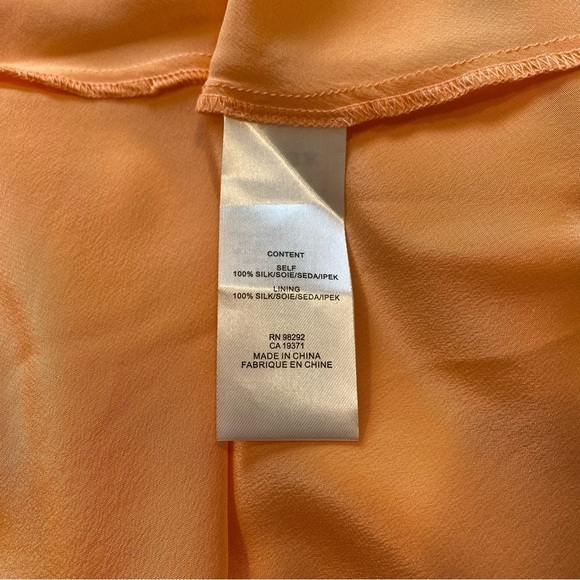 CONTENT
SELF
100% SILK/SOIE/SEDA/IPEK
LINING
100% SILK/SOIE/SEDA/IPEK
RN 98292
CA 19371
MADE IN CHINA
FABRIQUE EN CHINE